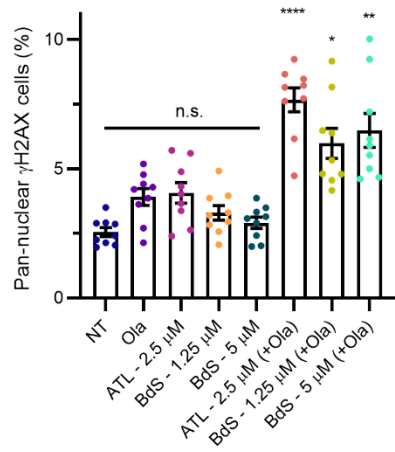 ****
**
*
10
n.s.
5
0
Pan-nuclear γH2AX cells (%)
NT
Ola
ATL - 2.5 μM
BdS - 1.25 μM
BdS - 5 μM
ATL - 2.5 μM (+Ola)
BdS - 1.25 μM (+Ola)
BdS - 5 μM (+Ola)